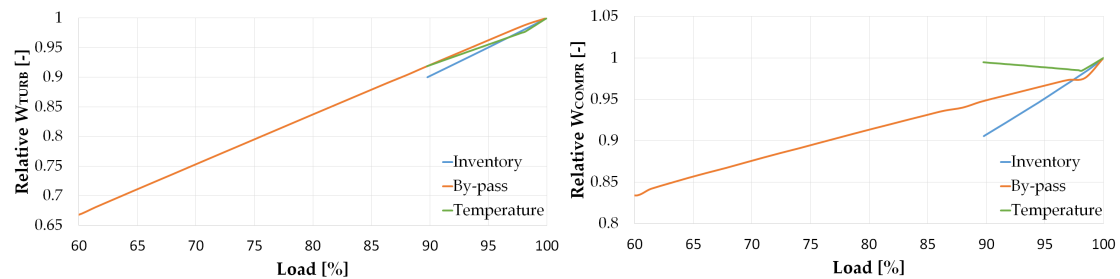 Relative WTURB [-]
1
0.95
0.9
0.85
0.8
0.75
0.7
0.65
60 65 70 75 80 85 90 95 100
Load [%]
Inventory
By-pass
Temperature
Relative WCOMPR [-]
1.05
1
0.95
0.9
0.85
0.8
60 65 70 75 80 85 90 95 100
Load [%]
Inventory
By-pass
Temperature